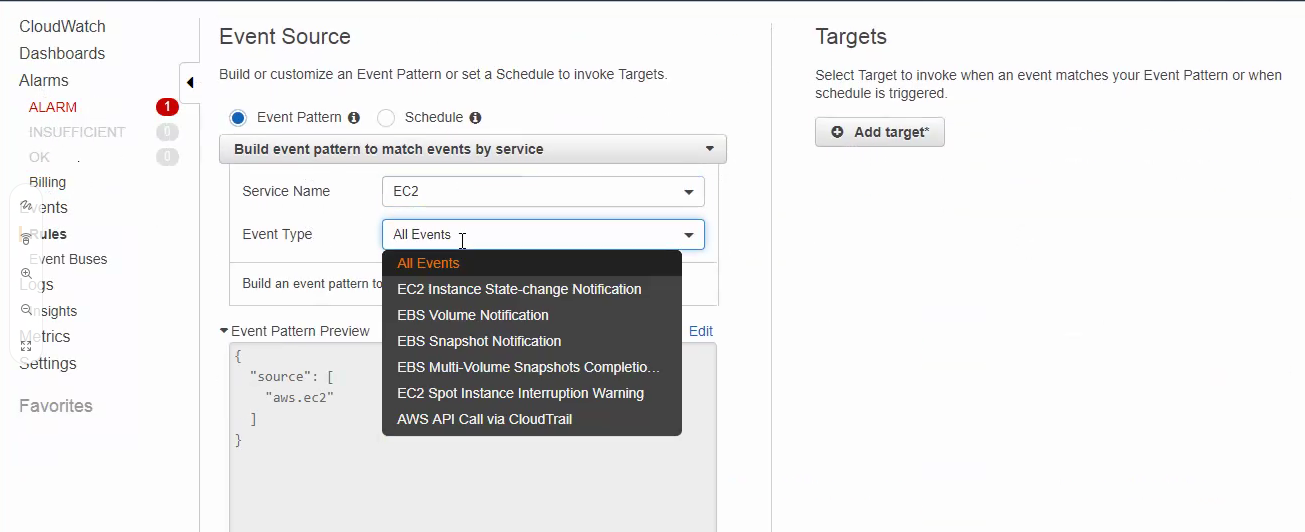 CloudWatch
Dashboards
Alarms
ALARM 1
INSUFFICIENT 0
OK 0
Billing
Events
Rules
Event Buses
Logs
Insights
Metrics
Settings
Favorites
Event Source
Build or customize an Event Pattern or set a Schedule to invoke Targets.
Event Pattern Schedule
Build event pattern to match events by service
Service Name EC2
Event Type All Events
All Events
EC2 Instance State-change Notification
EBS Volume Notification
EBS Snapshot Notification
EBS Multi-Volume Snapshots Completio...
EC2 Spot Instance Interruption Warning
AWS API Call via CloudTrail
Build an event pattern to
Event Pattern Preview Edit
{
"source": [
"aws.ec2"
]
}
Targets
Select Target to invoke when an event matches your Event Pattern or when
schedule is triggered.
Add target*